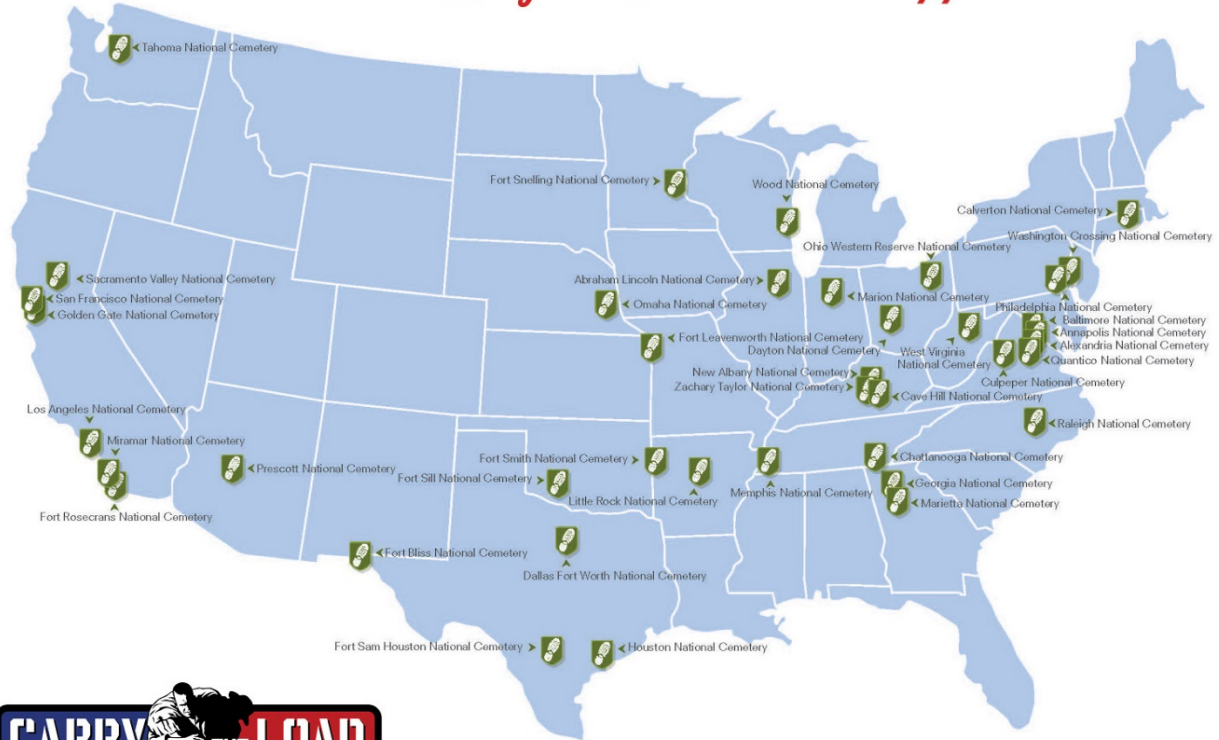 Tahoma National Cemetery
Fort Snelling National Cemetery
Wood National Cemetery
Calverton National Cemetery
Washington Crossing National Cemetery
Ohio Western Reserve National Cemetery
Sacramento Valley National Cemetery
Abraham Lincoln National Cemetery
San Francisco National Cemetery
Marion National Cemetery
Omaha National Cemetery
Philadelphia National Cemetery
Golden Gate National Cemetery
Baltimore National Cemetery
Annapolis National Cemetery
Fort Leavenworth National Cemetery
Alexandria National Cemetery
Dayton National Cemetery
West Virginia
National Cemetery
Quantico National Cemetery
New Albany National Cemetery
Culpeper National Cemetery
Zachary Taylor National Cemetery
Cave Hill National Cemetery
Los Angeles National Cemetery
Raleigh National Cemetery
Miramar National Cemetery
Chattanooga National Cemetery
Fort Smith National Cemetery
Prescott National Cemetery
Fort Sill National Cemetery
Georgia National Cemetery
Memphis National Cemetery
Little Rock National Cemetery
Marietta National Cemetery
Fort Rosecrans National Cemetery
Fort Bliss National Cemetery
Dallas Fort Worth National Cemetery
Fort Sam Houston National Cemetery
Houston National Cemetery
CARRY THE LOAD